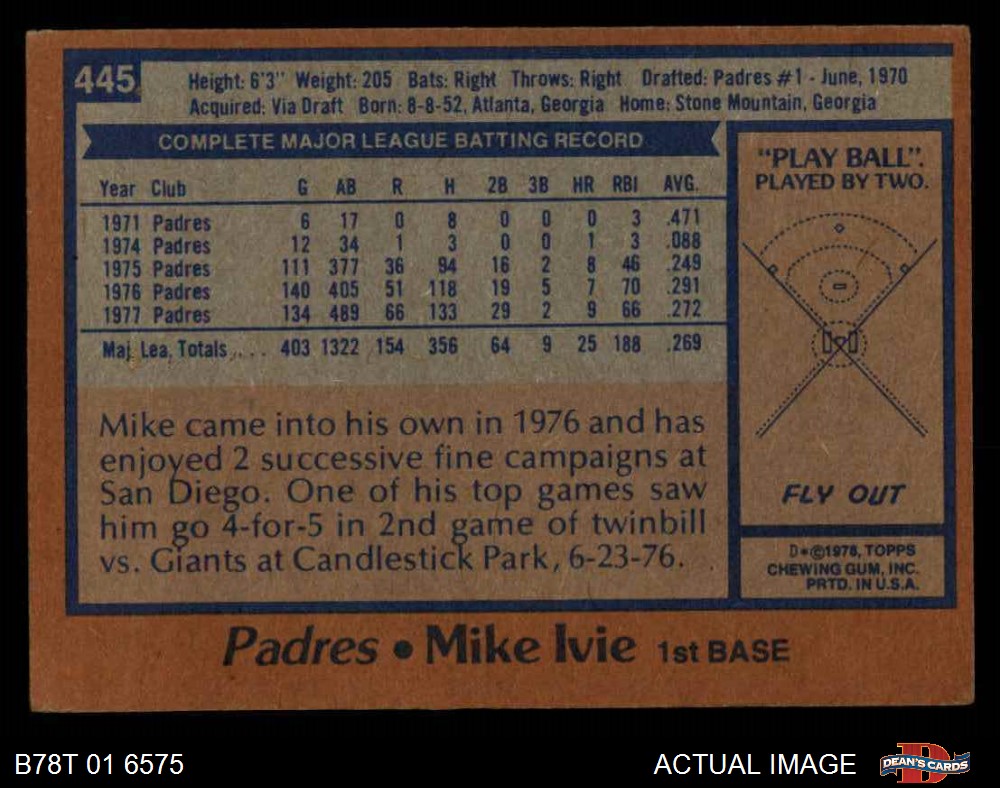 445
Height: 6'3" Weight: 205 Bats: Right Throws: Right Drafted: Padres #1 - June, 1970
Acquired: Via Draft Born: 8-8-52, Atlanta, Georgia Home: Stone Mountain, Georgia
COMPLETE MAJOR LEAGUE BATTING RECORD
Year Club G AB R H 2B 3B HR RBI AVG.
1971 Padres 6 17 0 8 0 0 0 3 .471
1974 Padres 12 34 1 3 0 0 1 3 .088
1975 Padres 111 377 36 94 16 2 8 46 .249
1976 Padres 140 405 51 118 19 5 7 70 .291
1977 Padres 134 489 66 133 29 2 9 66 .272
Maj. Lea. Totals.... 403 1322 154 356 64 9 25 188 .269
Mike came into his own in 1976 and has
enjoyed 2 successive fine campaigns at
San Diego. One of his top games saw
him go 4-for-5 in 2nd game of twinbill
vs. Giants at Candlestick Park, 6-23-76.
"PLAY BALL".
PLAYED BY TWO.
FLY OUT
D*©1978, TOPPS
CHEWING GUM, INC.
PRTD. IN U.S.A.
Padres • Mike Ivie 1st BASE
B78T 01 6575
ACTUAL IMAGE
D
DEAN'S CARDS